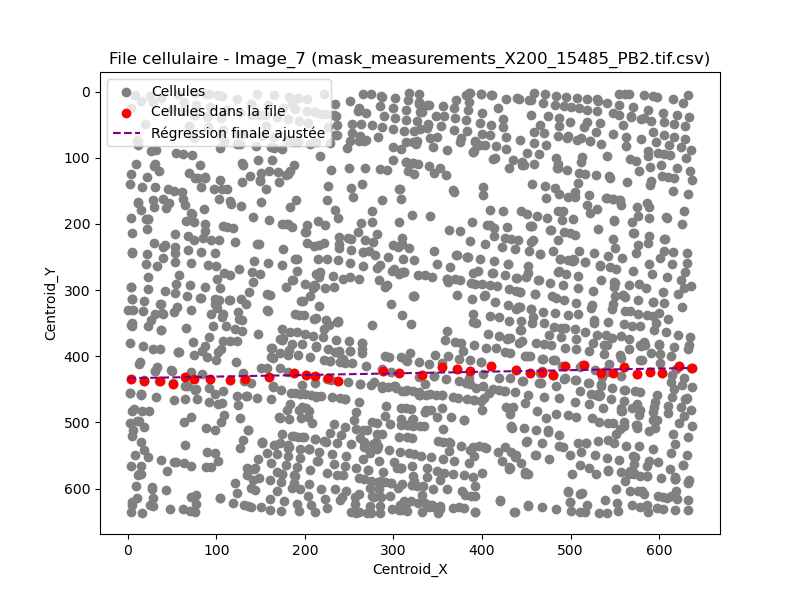 File cellulaire - Image_7 (mask_measurements_X200_15485_PB2.tif.csv)
Cellules
Cellules dans la file
Régression finale ajustée
0
100
200
300
400
500
600
Centroid_Y
0 100 200 300 400 500 600
Centroid_X